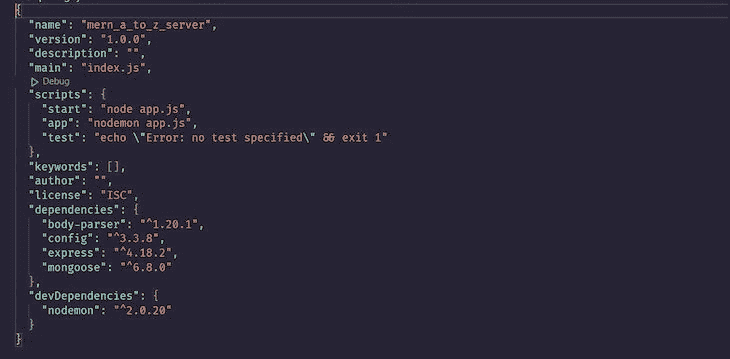 {
"name": "mern_a_to_z_server",
"version": "1.0.0",
"description": "",
"main": "index.js",
Debug
"scripts": {
"start": "node app.js",
"app": "nodemon app.js",
"test": "echo \"Error: no test specified\" && exit 1"
},
"keywords": [],
"author": "",
"license": "ISC",
"dependencies": {
"body-parser": "^1.20.1",
"config": "^3.3.8",
"express": "^4.18.2",
"mongoose": "^6.8.0"
},
"devDependencies": {
"nodemon": "^2.0.20"
}
}